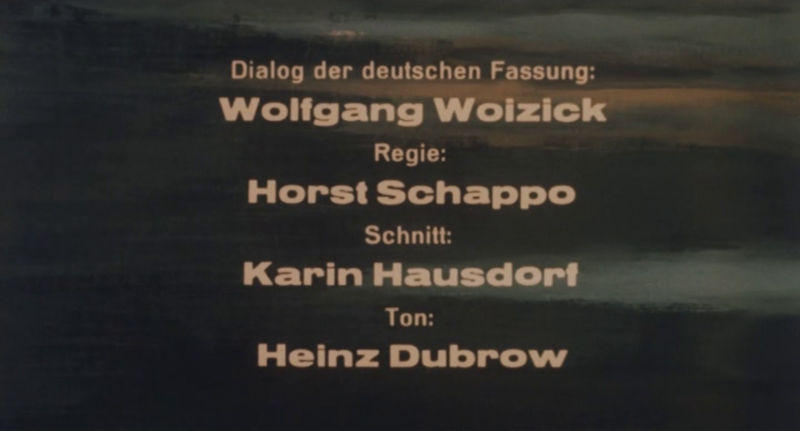 Dialog der deutschen Fassung:
Wolfgang Woizick
Regie:
Horst Schappo
Schnitt:
Karin Hausdorf
Ton:
Heinz Dubrow